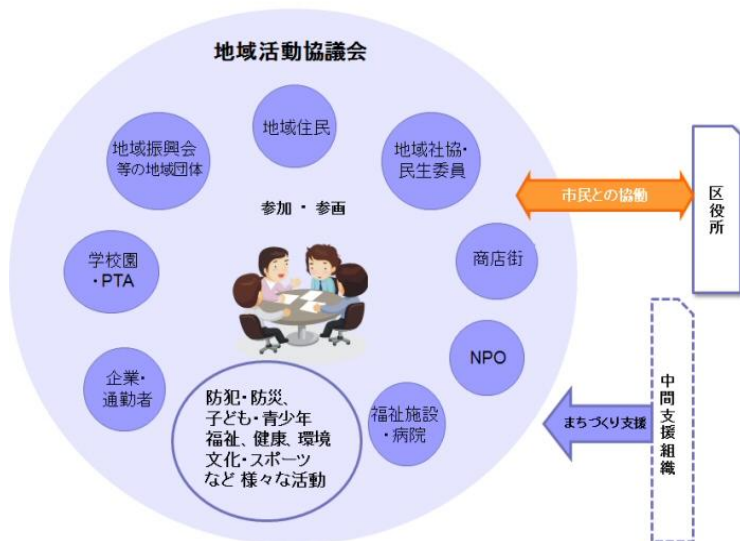 地域活動協議会
地域住民
地域振興会
等の地域団体
地域社協・
民生委員
参加 ・ 参画
学校園
・PTA
商店街
企業・
通勤者
NPO
福祉施設
・病院
防犯・防災、
子ども・青少年
福祉、健康、環境
文化・スポーツ
など 様々な活動
市民との協働
区役所
まちづくり支援
中間支援組織